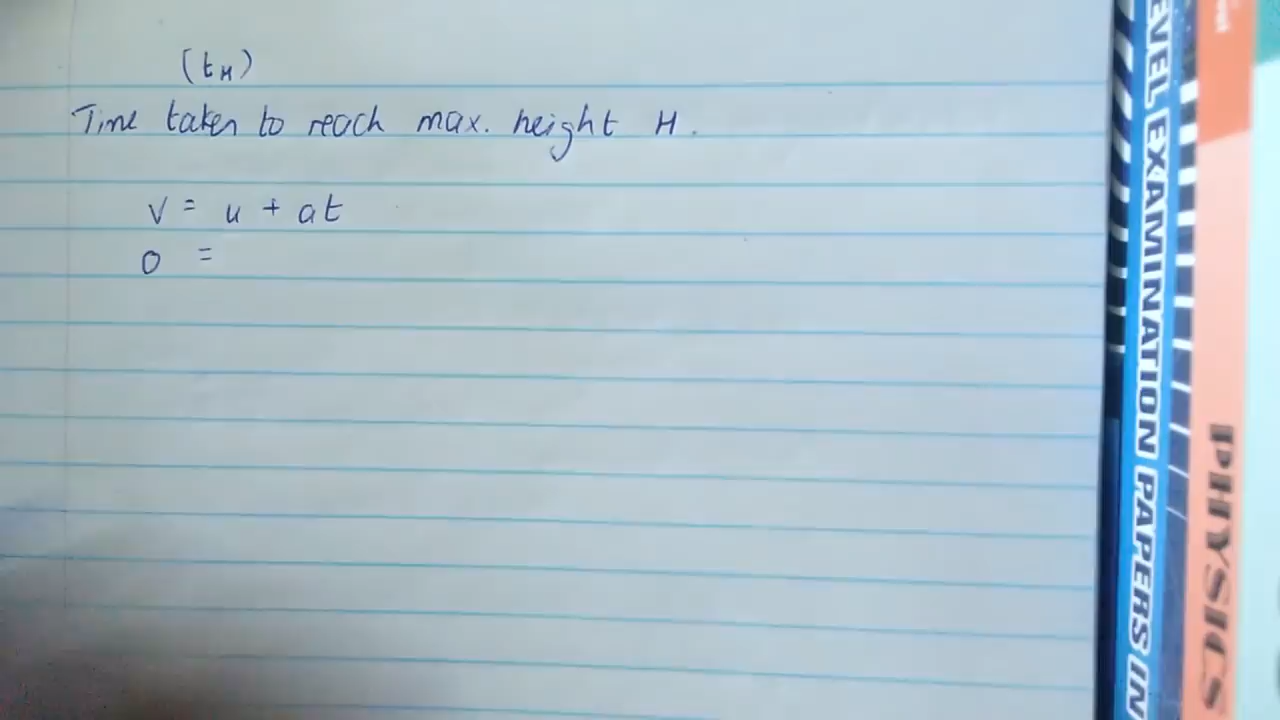 (tH)
Time taken to reach max. height H.
v = u + at
0 =
EVEL EXAMINATION PAPERS IN
PHYSICS